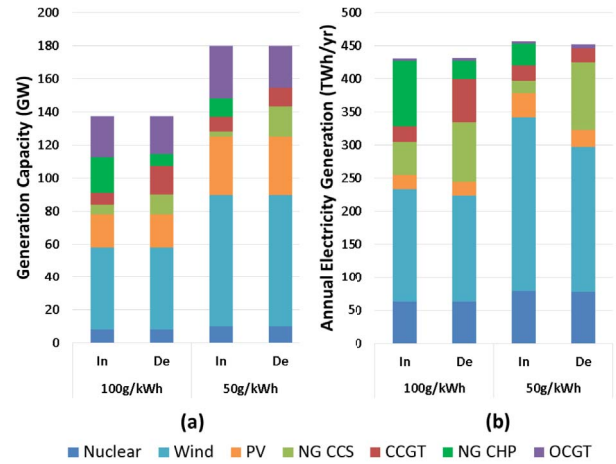 Generation Capacity (GW)
200
180
160
140
120
100
80
60
40
20
0
In De In De
100g/kWh 50g/kWh
(a)
Annual Electricity Generation (TWh/yr)
500
450
400
350
300
250
200
150
100
50
0
In De In De
100g/kWh 50g/kWh
(b)
Nuclear Wind PV NG CCS CCGT NG CHP OCGT